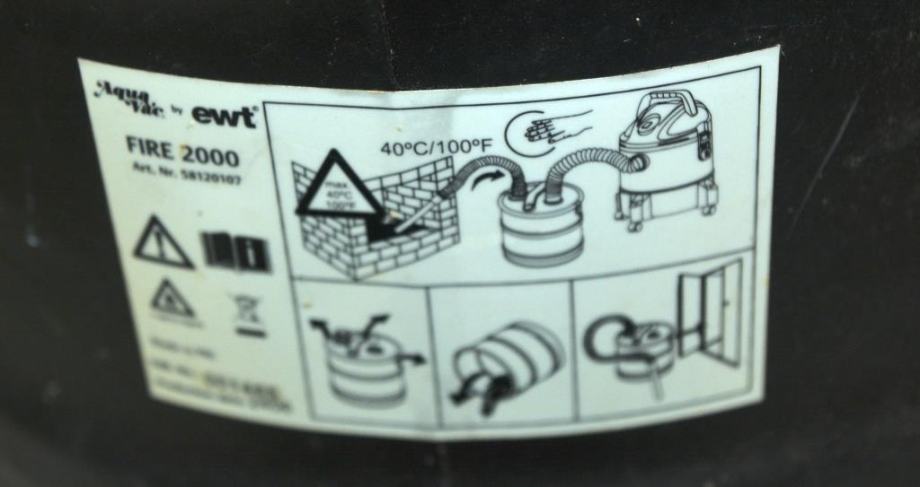 Aqua
Vac by ewt®
FIRE 2000
Art. Nr. 58120107
40°C/100°F
max.
40°C
100°F